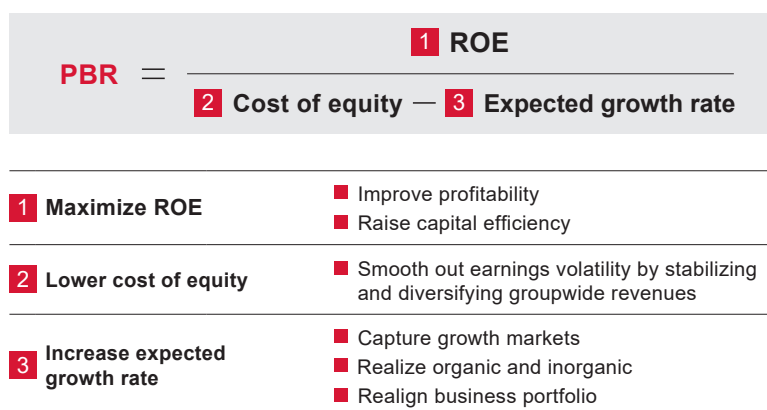 PBR = 1 ROE
2 Cost of equity — 3 Expected growth rate
1 Maximize ROE
Improve profitability
Raise capital efficiency
2 Lower cost of equity
Smooth out earnings volatility by stabilizing
and diversifying groupwide revenues
3 Increase expected
growth rate
Capture growth markets
Realize organic and inorganic
Realign business portfolio